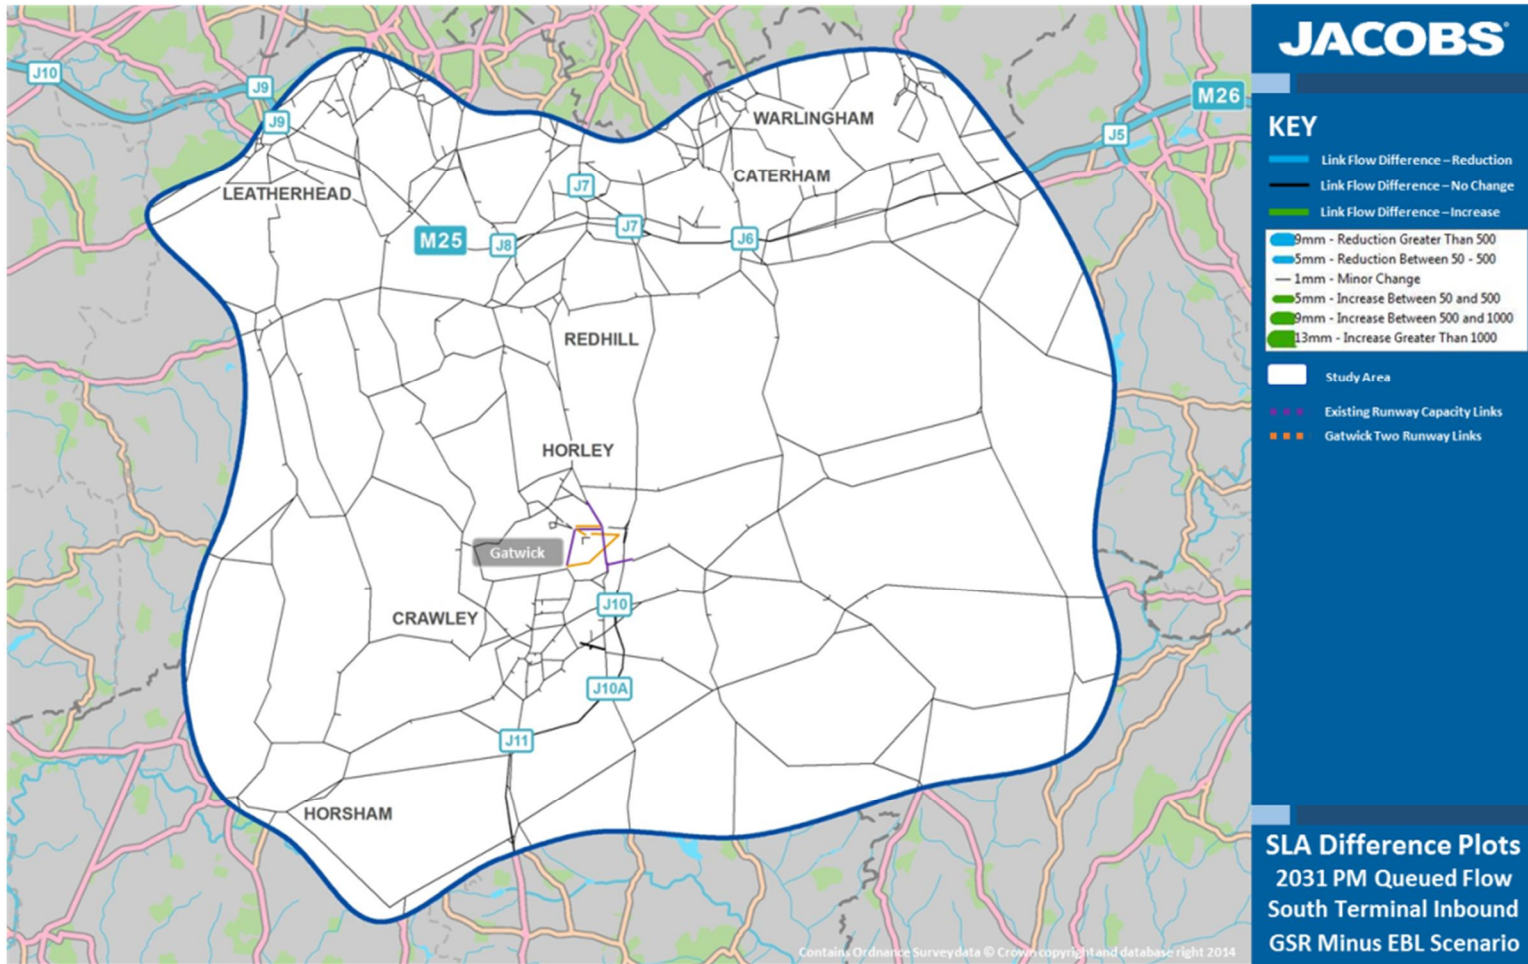 J10
J9
J9
WARLINGHAM
M26
J5
LEATHERHEAD
J7
CATERHAM
M25
J8
J7
J6
REDHILL
HORLEY
Gatwick
CRAWLEY
J10
J10A
J11
HORSHAM
Contains Ordnance Survey data © Crown copyright and database right 2014
JACOBS
KEY
Link Flow Difference – Reduction
Link Flow Difference – No Change
Link Flow Difference – Increase
9mm - Reduction Greater Than 500
5mm - Reduction Between 50 - 500
1mm - Minor Change
5mm - Increase Between 50 and 500
9mm - Increase Between 500 and 1000
13mm - Increase Greater Than 1000
Study Area
Existing Runway Capacity Links
Gatwick Two Runway Links
SLA Difference Plots
2031 PM Queued Flow
South Terminal Inbound
GSR Minus EBL Scenario